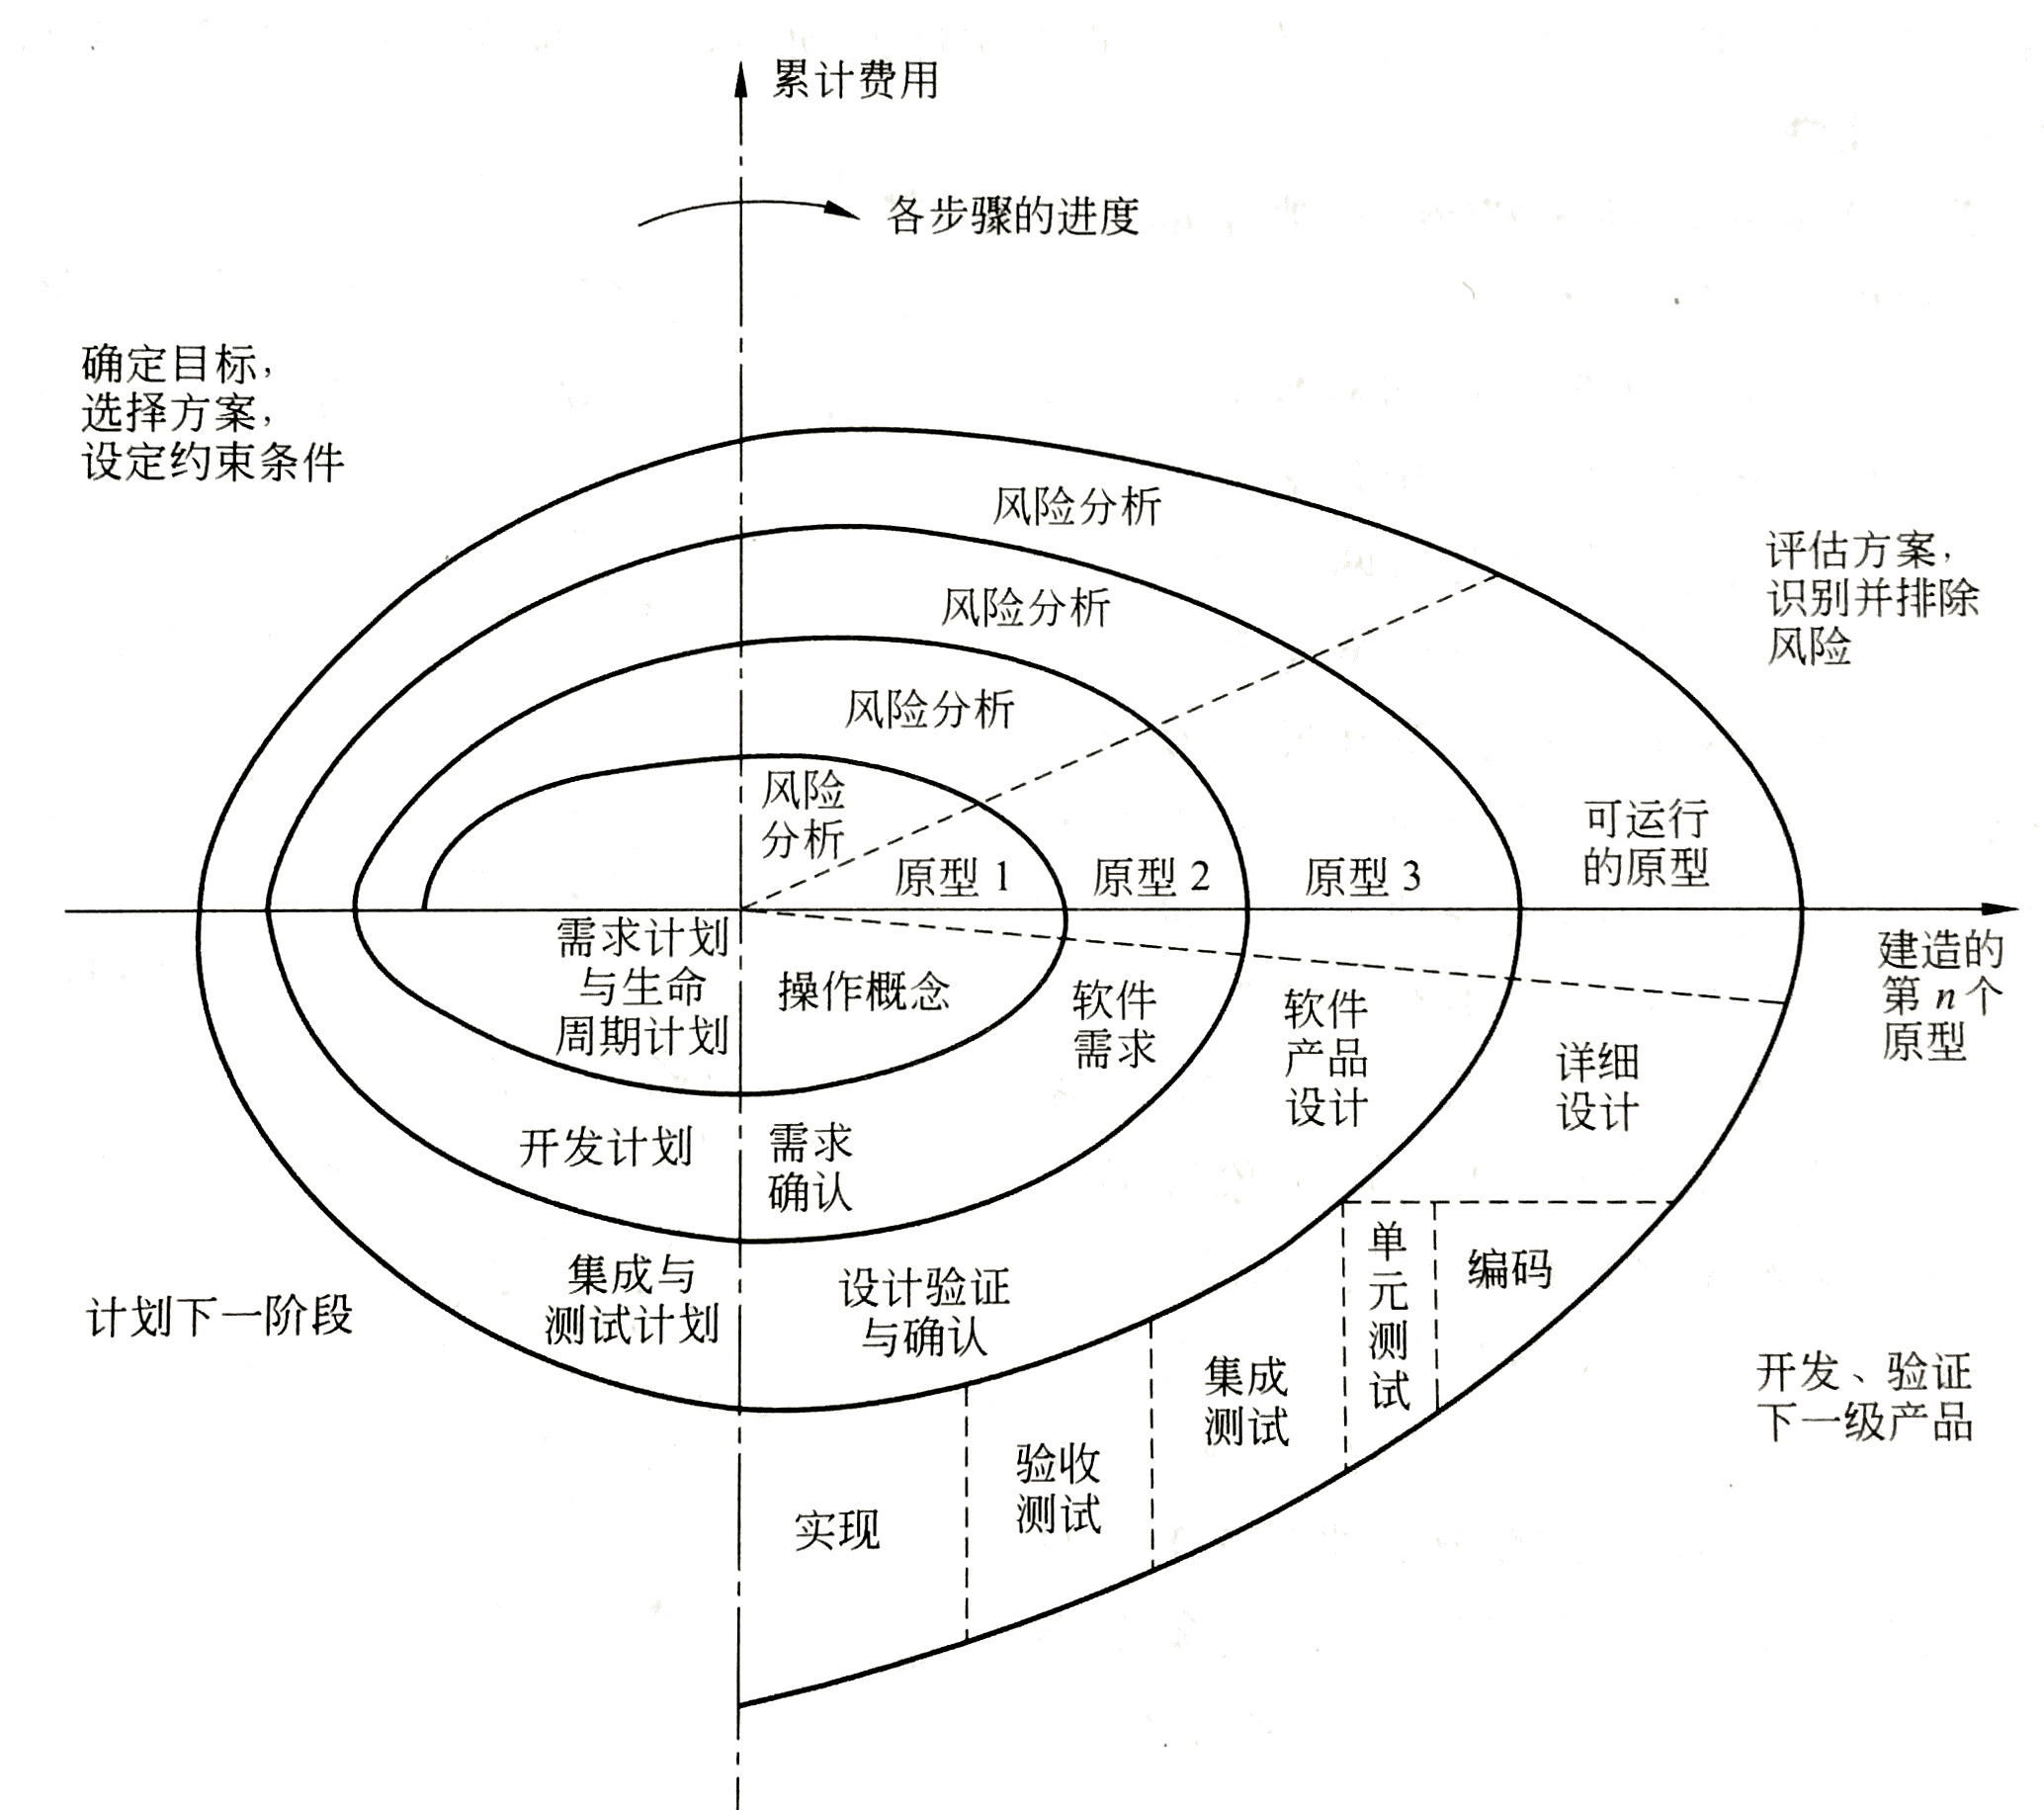 累计费用
各步骤的进度
确定目标，
选择方案，
设定约束条件
风险分析
评估方案，
识别并排除
风险
风险分析
风险分析
风险
分析
可运行
的原型
原型 1
原型 2
原型 3
建造的
第 n 个
原型
需求计划
与生命
周期计划
操作概念
软件
需求
软件
产品
设计
详细
设计
开发计划
需求
确认
单
元
测
试
编码
集成与
测试计划
设计验证
与确认
计划下一阶段
集成
测试
开发、验证
下一级产品
验收
测试
实现